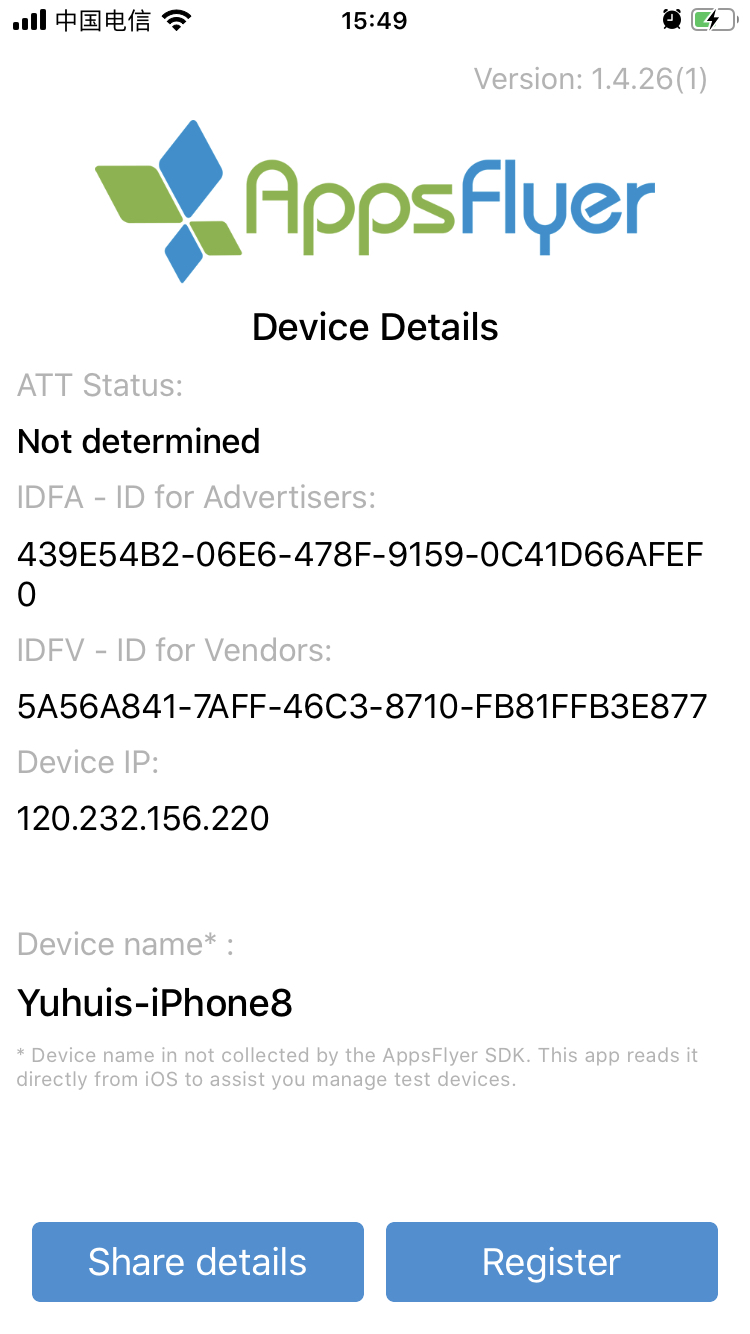 中国电信
15:49
Version: 1.4.26(1)
AppsFlyer
Device Details
ATT Status:
Not determined
IDFA - ID for Advertisers:
439E54B2-06E6-478F-9159-0C41D66AFEF
0
IDFV - ID for Vendors:
5A56A841-7AFF-46C3-8710-FB81FFB3E877
Device IP:
120.232.156.220
Device name* :
Yuhuis-iPhone8
* Device name in not collected by the AppsFlyer SDK. This app reads it
directly from iOS to assist you manage test devices.
Share details
Register